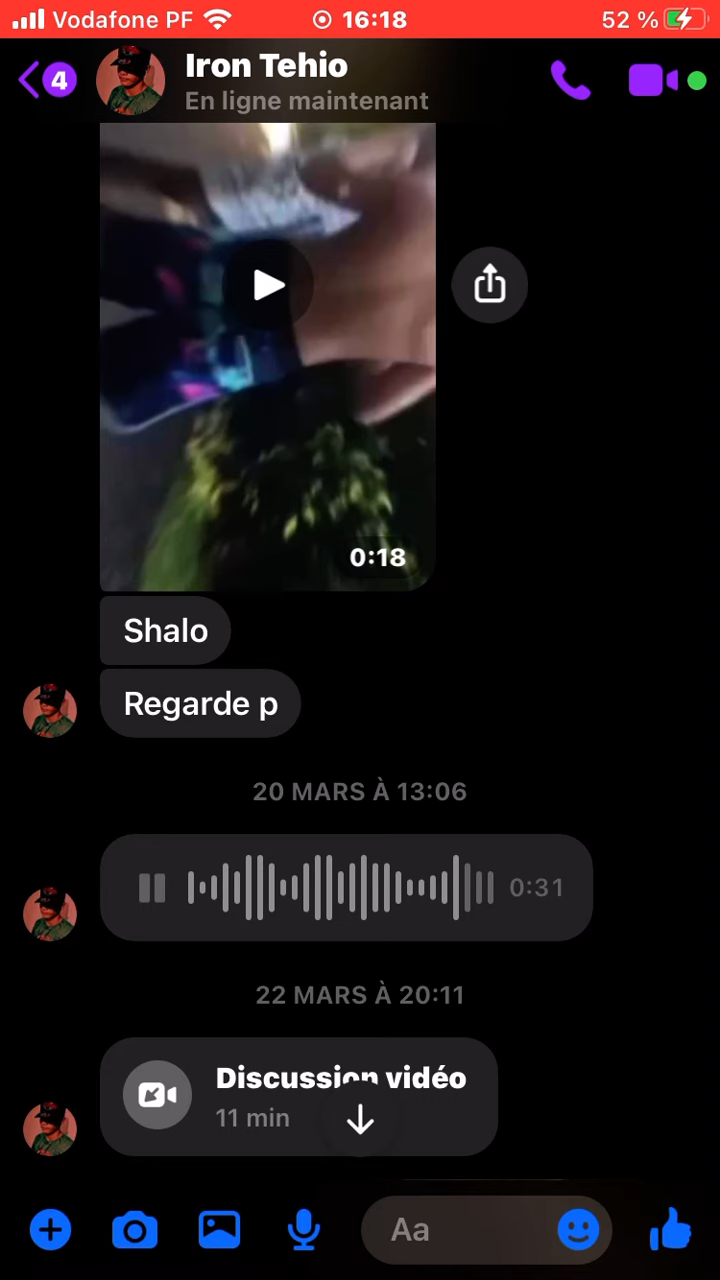 Vodafone PF 16:18 52 %
4 Iron Tehio
En ligne maintenant
0:18
Shalo
Regarde p
20 MARS À 13:06
0:31
22 MARS À 20:11
Discussion vidéo
11 min
Aa